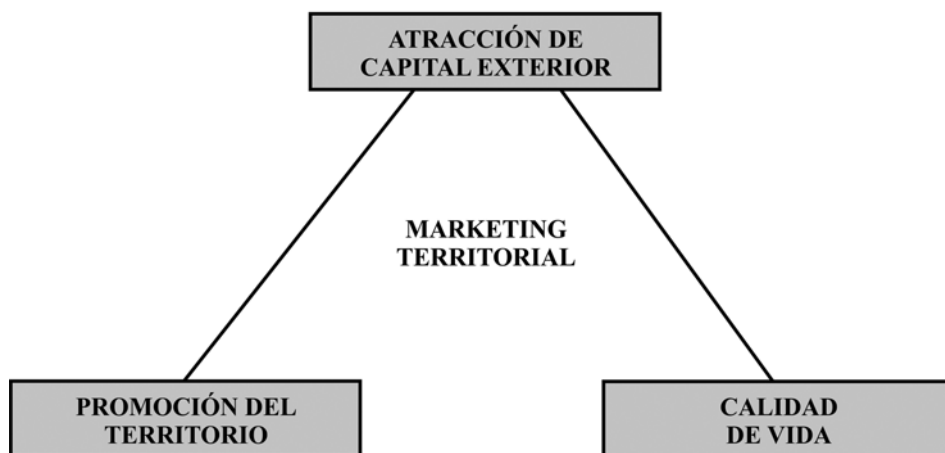 ATRACCIÓN DE
CAPITAL EXTERIOR
MARKETING
TERRITORIAL
PROMOCIÓN DEL
TERRITORIO
CALIDAD
DE VIDA